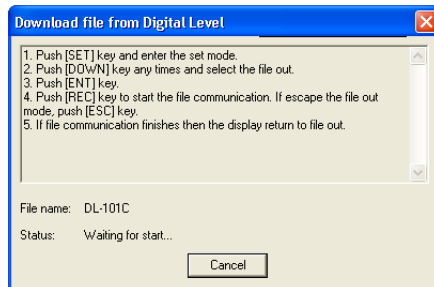 Download file from Digital Level
1. Push [SET] key and enter the set mode.
2. Push [DOWN] key any times and select the file out.
3. Push [ENT] key.
4. Push [REC] key to start the file communication. If escape the file out
mode, push [ESC] key.
5. If file communication finishes then the display return to file out.
File name: DL-101C
Status: Waiting for start...
Cancel